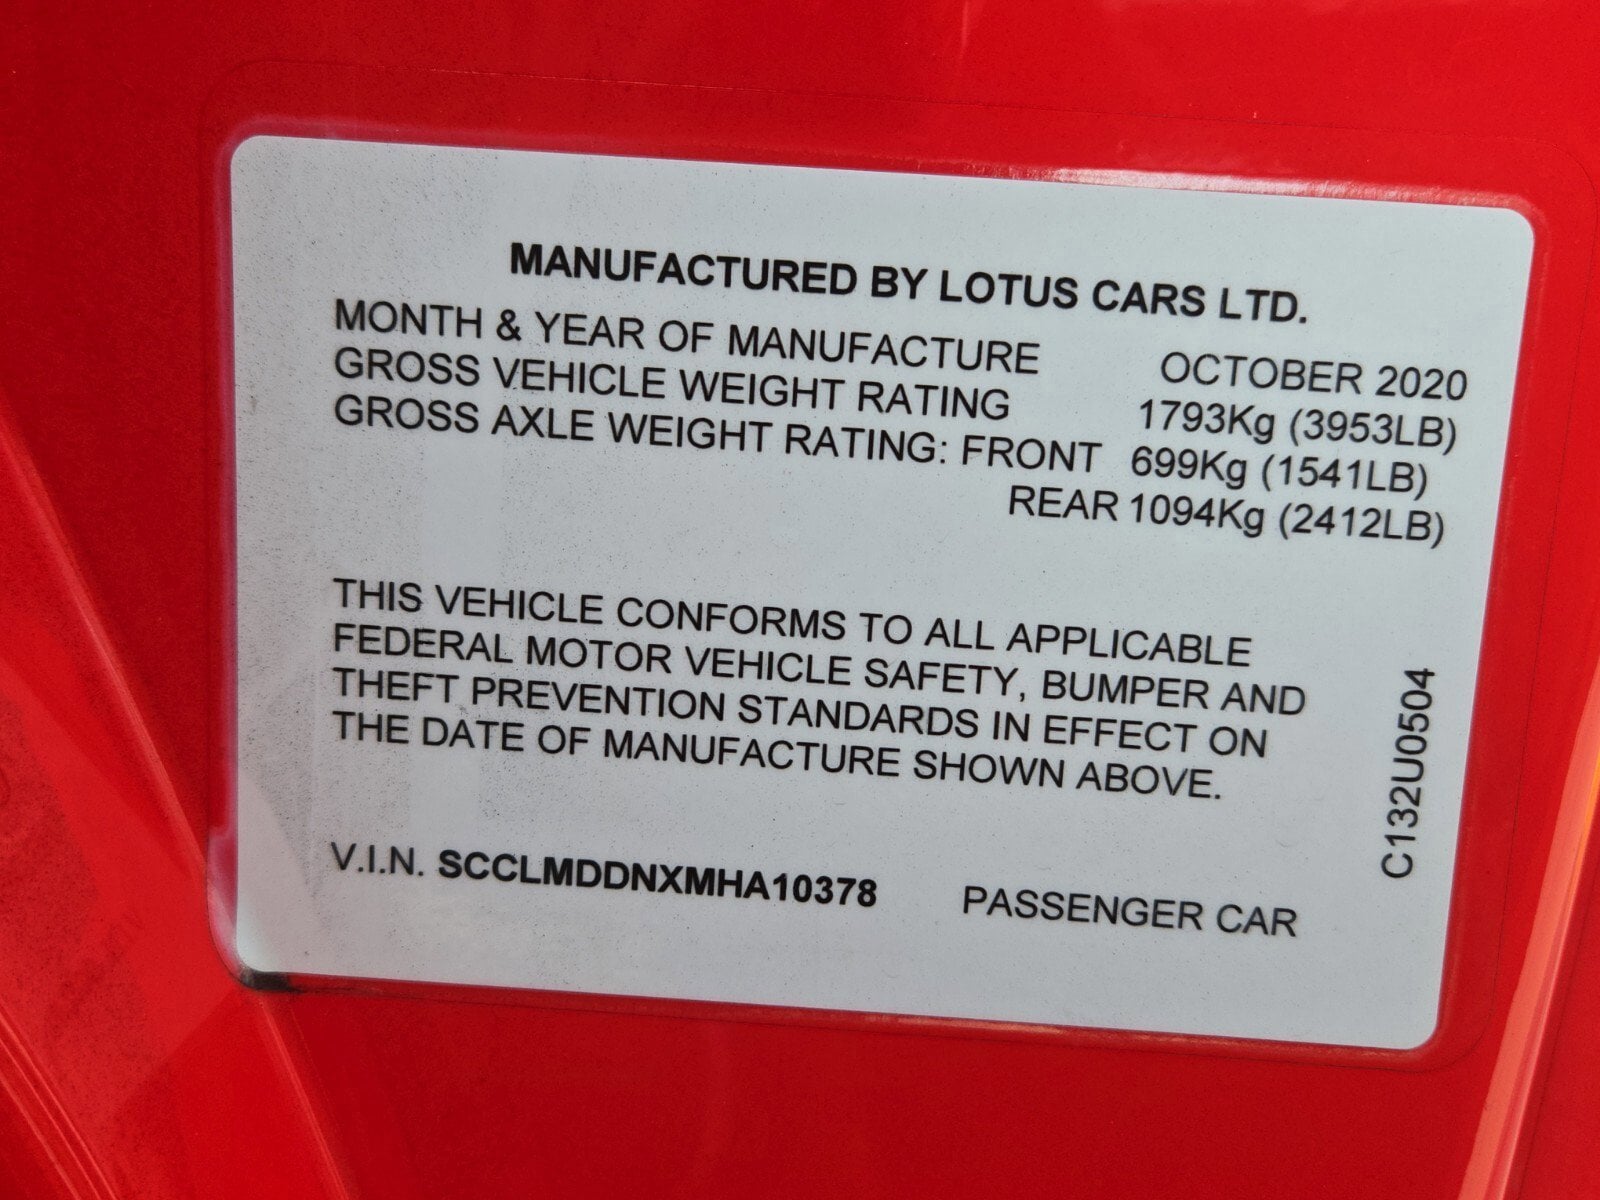 MANUFACTURED BY LOTUS CARS LTD.
MONTH & YEAR OF MANUFACTURE OCTOBER 2020
GROSS VEHICLE WEIGHT RATING 1793Kg (3953LB)
GROSS AXLE WEIGHT RATING: FRONT 699Kg (1541LB)
REAR 1094Kg (2412LB)
THIS VEHICLE CONFORMS TO ALL APPLICABLE
FEDERAL MOTOR VEHICLE SAFETY, BUMPER AND
THEFT PREVENTION STANDARDS IN EFFECT ON
THE DATE OF MANUFACTURE SHOWN ABOVE.
V.I.N. SCCLMDDNXMHA10378 PASSENGER CAR
C132U0504